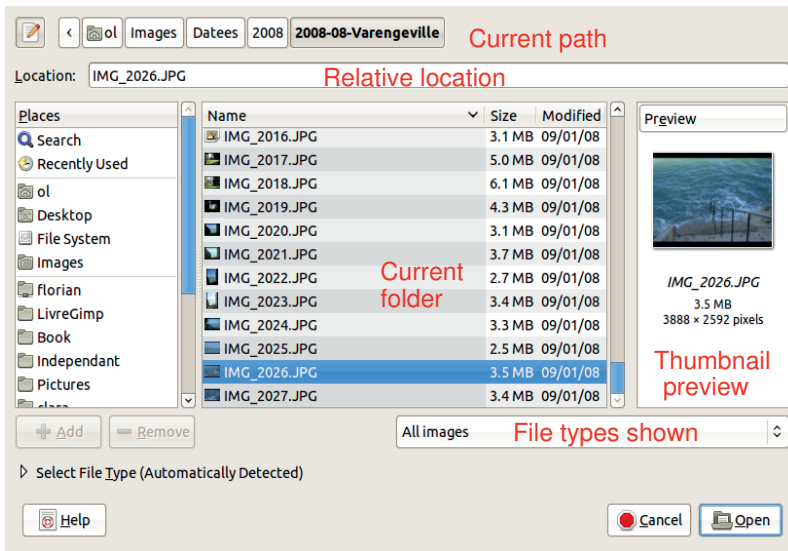 ol Images Datees 2008 2008-08-Varengeville
Current path
Location: IMG_2026.JPG
Relative location
Places
Search
Recently Used
ol
Desktop
File System
Images
florian
LivreGimp
Book
Independant
Pictures
clara
Name Size Modified
IMG_2016.JPG 3.1 MB 09/01/08
IMG_2017.JPG 5.0 MB 09/01/08
IMG_2018.JPG 6.1 MB 09/01/08
IMG_2019.JPG 4.3 MB 09/01/08
IMG_2020.JPG 3.1 MB 09/01/08
IMG_2021.JPG 3.7 MB 09/01/08
IMG_2022.JPG 2.7 MB 09/01/08
IMG_2023.JPG 3.4 MB 09/01/08
IMG_2024.JPG 3.3 MB 09/01/08
IMG_2025.JPG 2.5 MB 09/01/08
IMG_2026.JPG 3.5 MB 09/01/08
IMG_2027.JPG 3.4 MB 09/01/08
Current
folder
Preview
IMG_2026.JPG
3.5 MB
3888 × 2592 pixels
Thumbnail
preview
Add
Remove
All images
File types shown
Select File Type (Automatically Detected)
Help
Cancel
Open